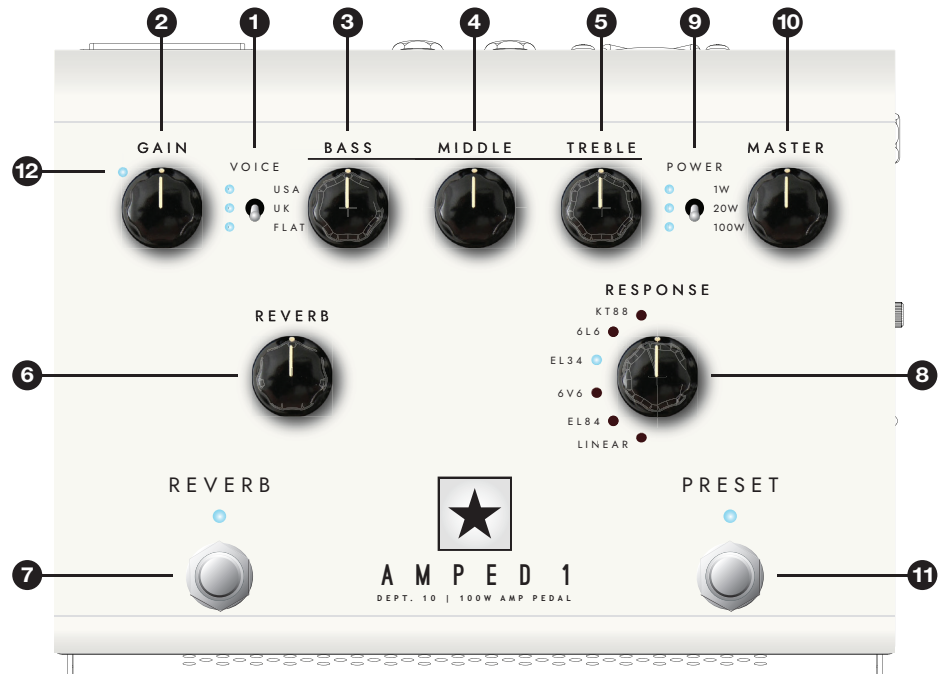 2 1 3 4 5 9 10
GAIN BASS MIDDLE TREBLE MASTER
VOICE POWER
12
USA 1W
UK 20W
FLAT 100W
RESPONSE
KT88
REVERB
6L6
EL34
6 8
6V6
EL84
LINEAR
REVERB PRESET
7 11
AMPED 1
DEPT. 10 | 100W AMP PEDAL